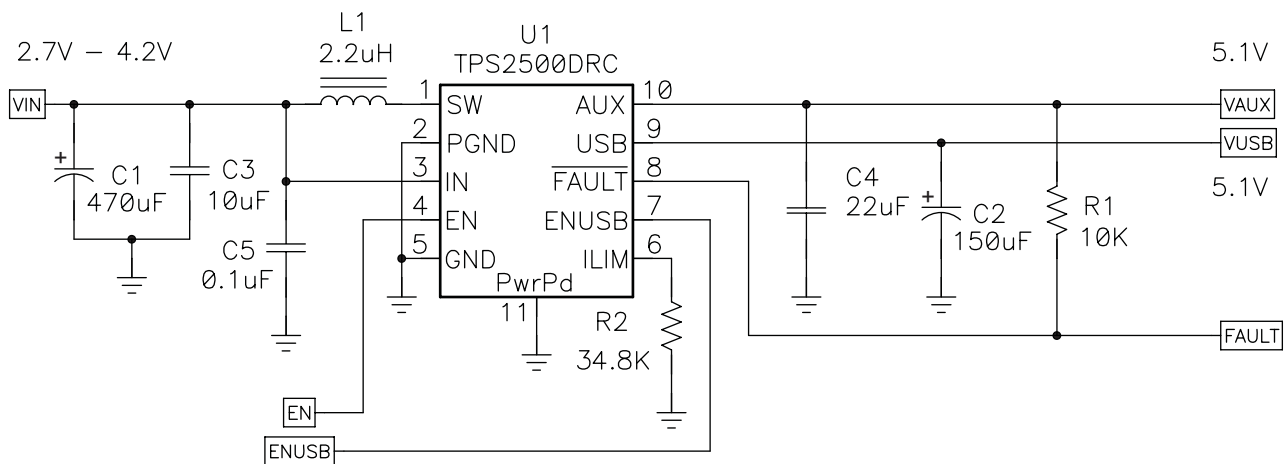 L1
2.2uH
U1
TPS2500DRC
2.7V – 4.2V
5.1V
VIN
1
SW
AUX
10
VAUX
2
PGND
USB
9
VUSB
5.1V
3
IN
FAULT
8
4
EN
ENUSB
7
5
GND
ILIM
6
PwrPd
11
+
C1
470uF
C3
10uF
C5
0.1uF
C4
22uF
+
C2
150uF
R1
10K
R2
34.8K
FAULT
EN
ENUSB